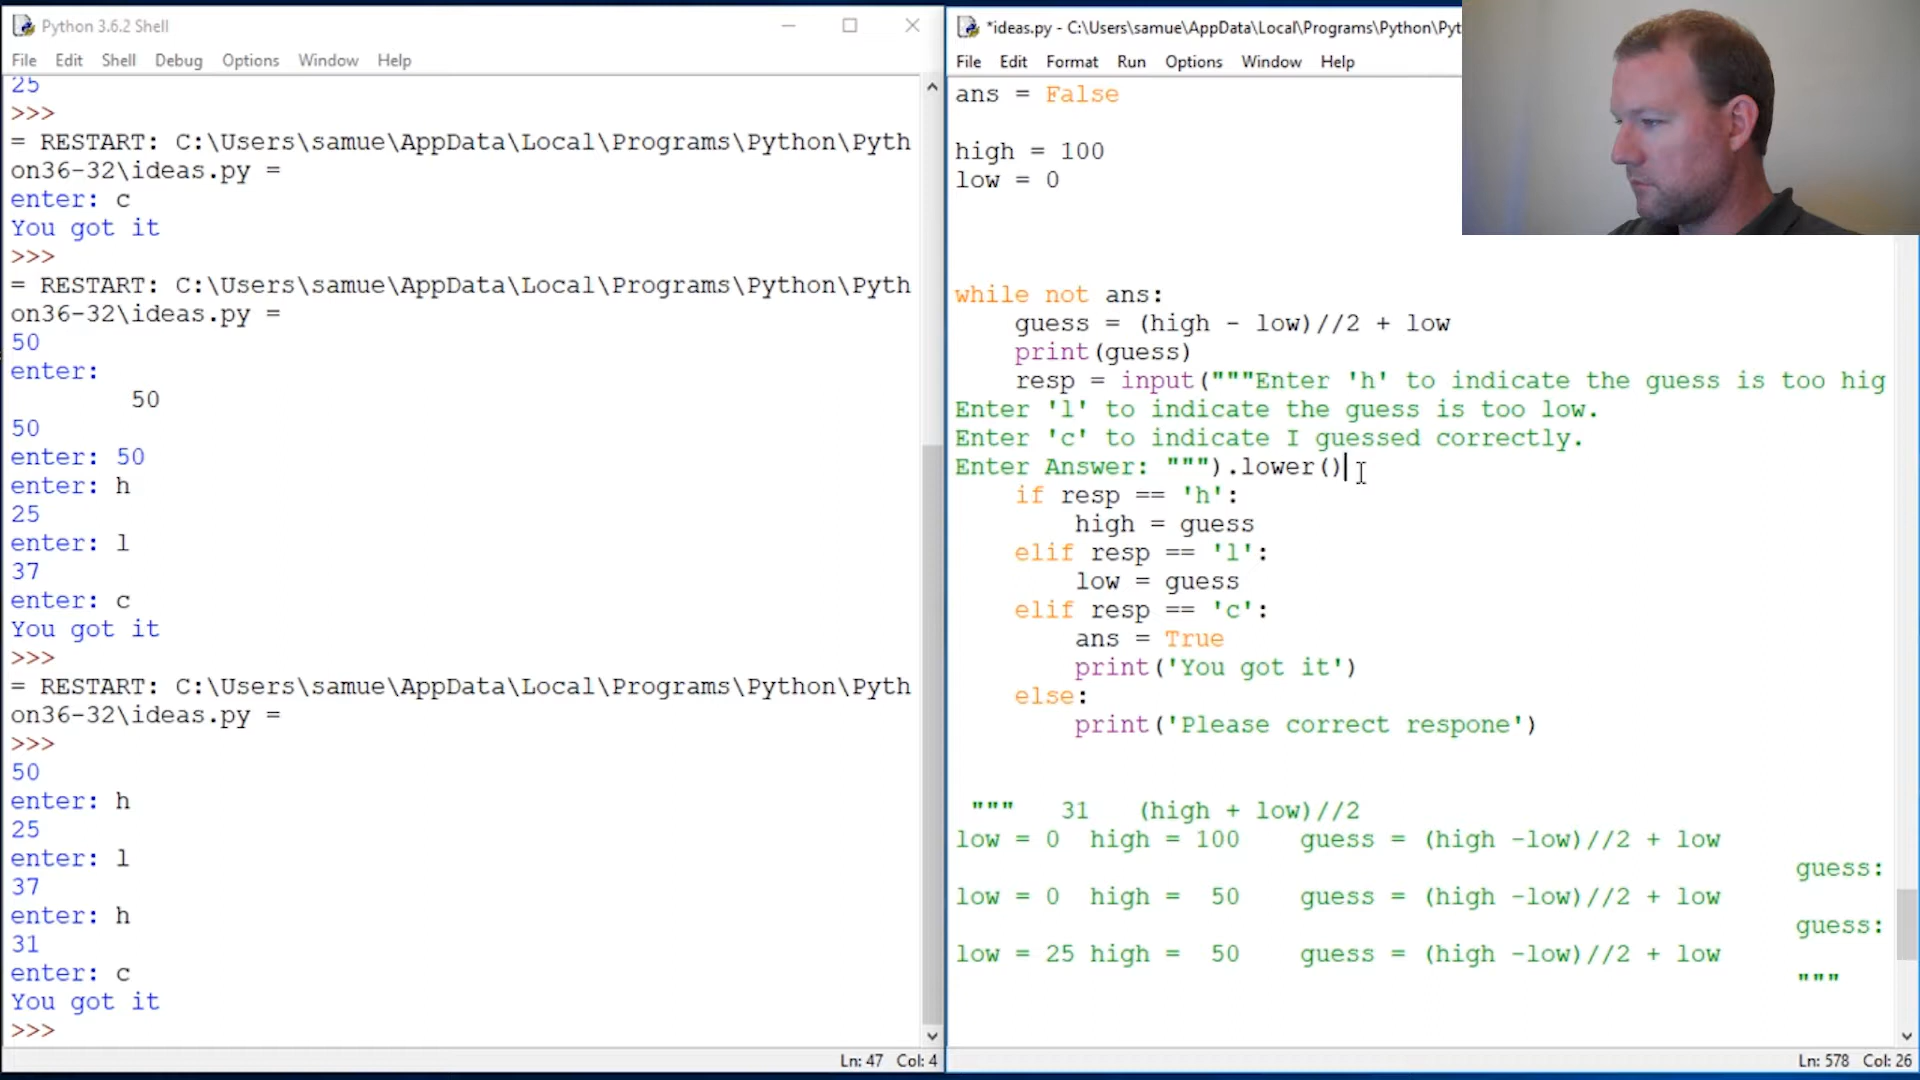 Python 3.6.2 Shell
File Edit Shell Debug Options Window Help
25
>>>
= RESTART: C:\Users\samue\AppData\Local\Programs\Python\Pyth
on36-32\ideas.py =
enter: c
You got it
>>>
= RESTART: C:\Users\samue\AppData\Local\Programs\Python\Pyth
on36-32\ideas.py =
50
enter:
50
50
enter: 50
enter: h
25
enter: l
37
enter: c
You got it
>>>
= RESTART: C:\Users\samue\AppData\Local\Programs\Python\Pyth
on36-32\ideas.py =
>>>
50
enter: h
25
enter: l
37
enter: h
31
enter: c
You got it
>>>
Ln: 47 Col: 4
*ideas.py - C:\Users\samue\AppData\Local\Programs\Python\Pyt
File Edit Format Run Options Window Help
ans = False
high = 100
low = 0
while not ans:
guess = (high - low)//2 + low
print(guess)
resp = input("""Enter 'h' to indicate the guess is too hig
Enter 'l' to indicate the guess is too low.
Enter 'c' to indicate I guessed correctly.
Enter Answer: """).lower()
if resp == 'h':
high = guess
elif resp == 'l':
low = guess
elif resp == 'c':
ans = True
print('You got it')
else:
print('Please correct respone')
""" 31 (high + low)//2
low = 0 high = 100 guess = (high -low)//2 + low
guess:
low = 0 high = 50 guess = (high -low)//2 + low
guess:
low = 25 high = 50 guess = (high -low)//2 + low
"""
Ln: 578 Col: 26